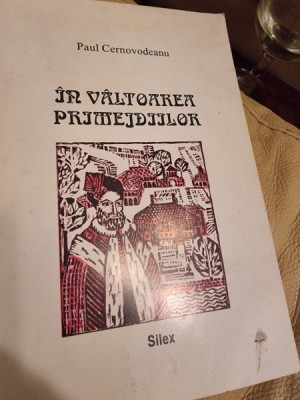 Paul Cernovodeanu
ÎN VÂLTOAREA
PRIMEJDIILOR
Silex